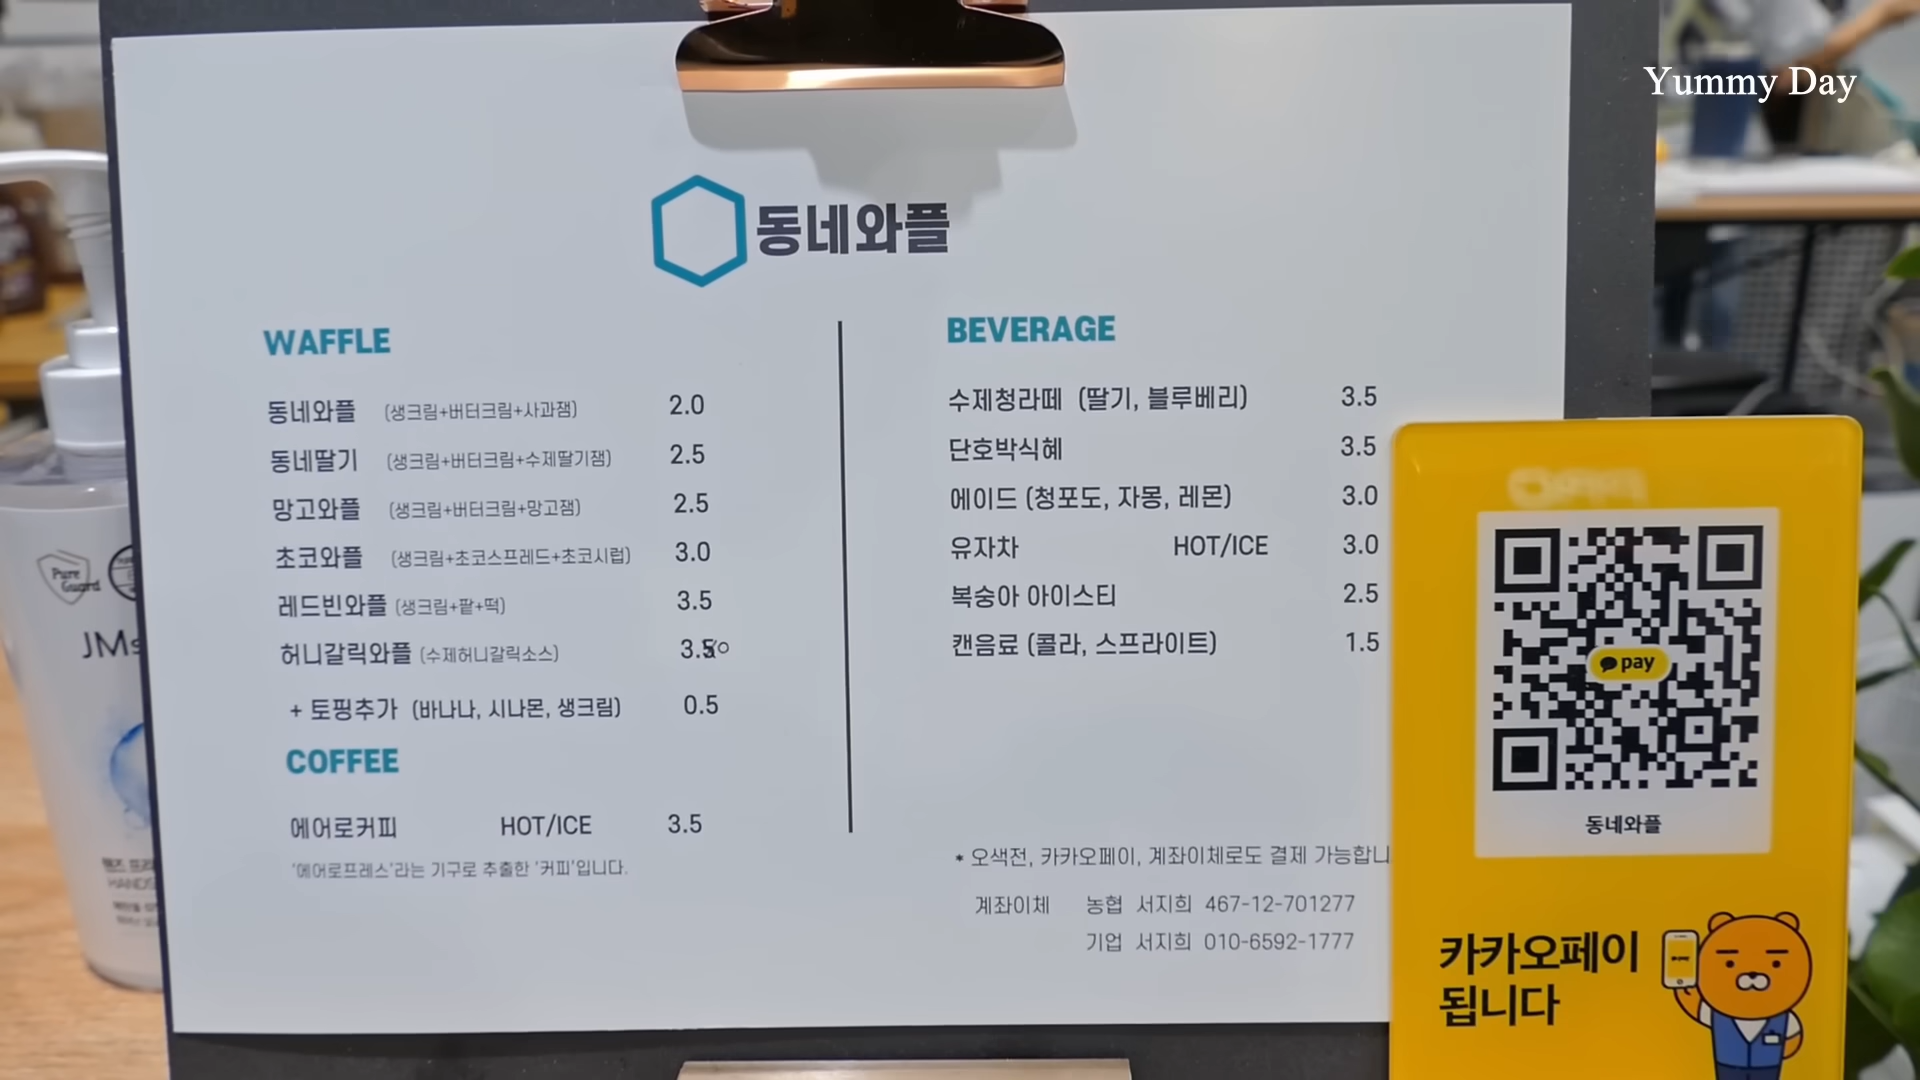 Yummy Day
동네와플
WAFFLE
동네와플 (생크림+버터크림+사과잼) 2.0
동네딸기 (생크림+버터크림+수제딸기잼) 2.5
망고와플 (생크림+버터크림+망고잼) 2.5
초코와플 (생크림+초코스프레드+초코시럽) 3.0
레드빈와플 (생크림+팥+떡) 3.5
허니갈릭와플 (수제허니갈릭소스) 3.5
+ 토핑추가 (바나나, 시나몬, 생크림) 0.5
COFFEE
에어로커피 HOT/ICE 3.5
'에어로프레스'라는 기구로 추출한 '커피'입니다.
BEVERAGE
수제청라떼 (딸기, 블루베리) 3.5
단호박식혜 3.5
에이드 (청포도, 자몽, 레몬) 3.0
유자차 HOT/ICE 3.0
복숭아 아이스티 2.5
캔음료 (콜라, 스프라이트) 1.5
* 오색전, 카카오페이, 계좌이체로도 결제 가능합니
계좌이체 농협 서지희 467-12-701277
기업 서지희 010-6592-1777
pay
동네와플
카카오페이
됩니다
Pure
Guard